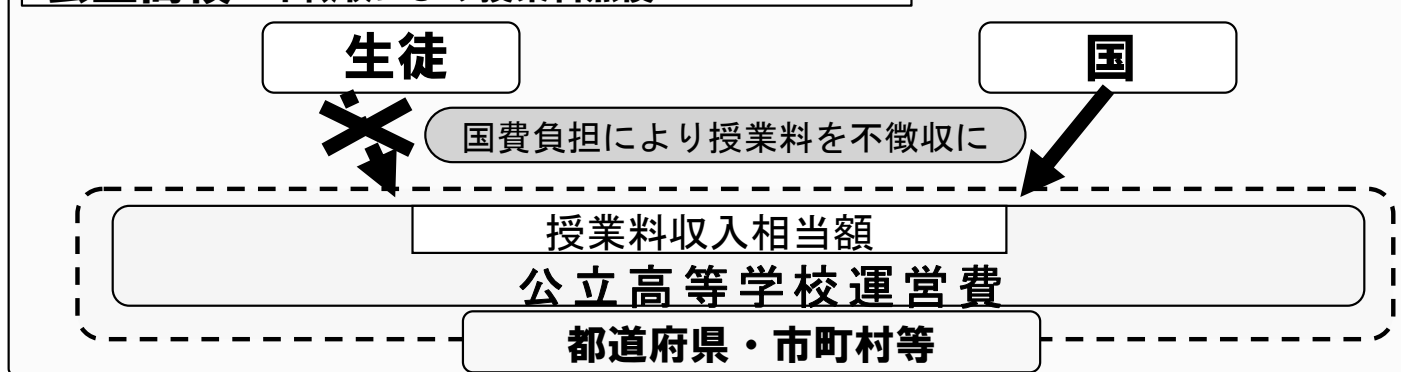 生徒
国
国費負担により授業料を不徴収に
授業料収入相当額
公立高等学校運営費
都道府県・市町村等